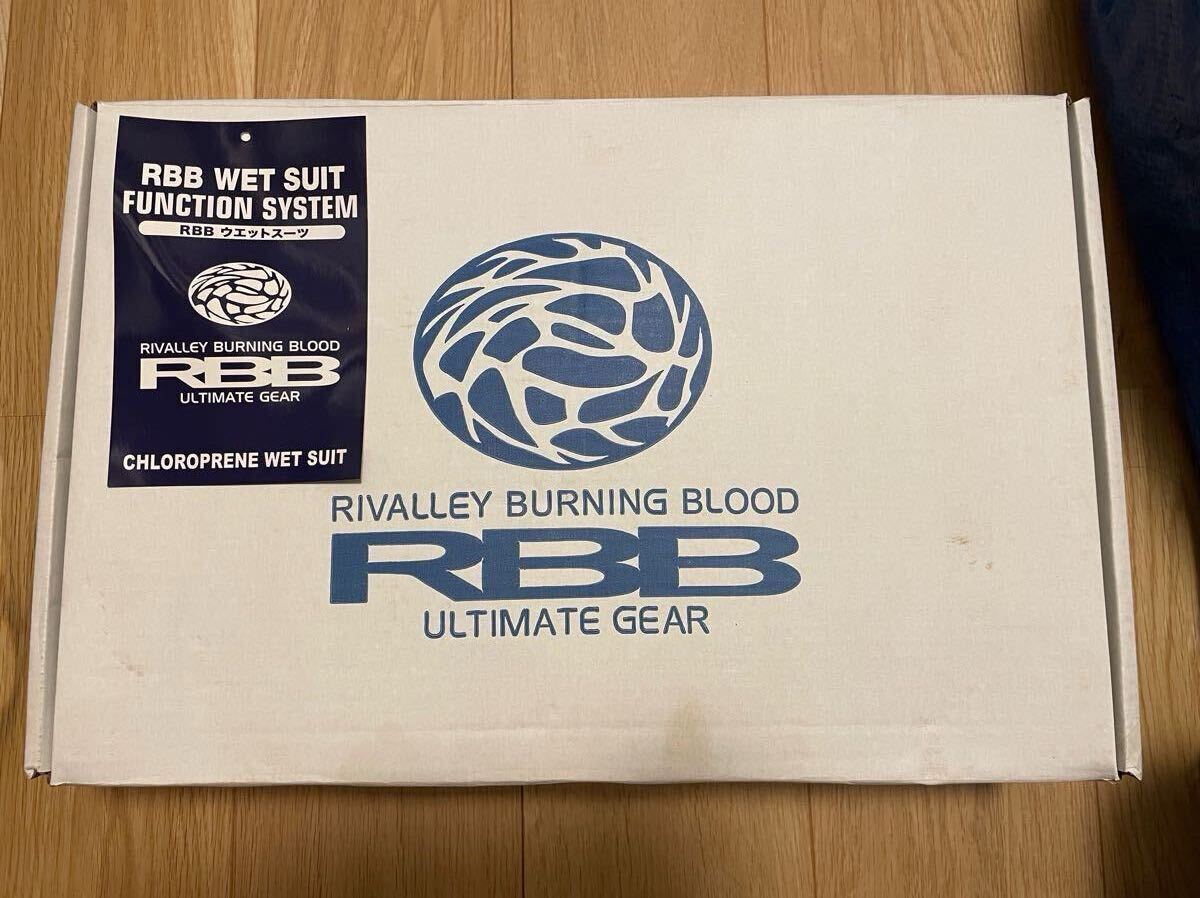 RBB WET SUIT
FUNCTION SYSTEM
RBB ウエットスーツ
RIVALLEY BURNING BLOOD
RBB
ULTIMATE GEAR
CHLOROPRENE WET SUIT
RIVALLEY BURNING BLOOD
RBB
ULTIMATE GEAR